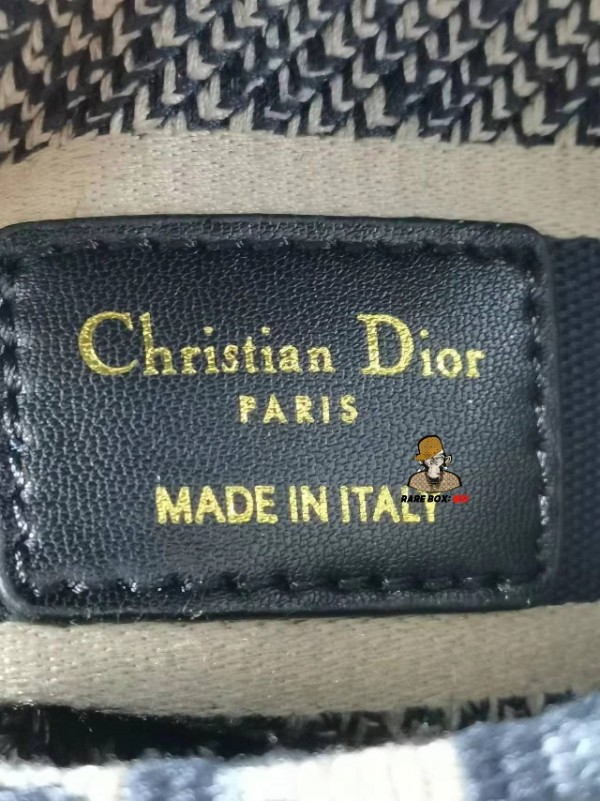 Christian Dior
PARIS
RARE BOX:
MADE IN ITALY